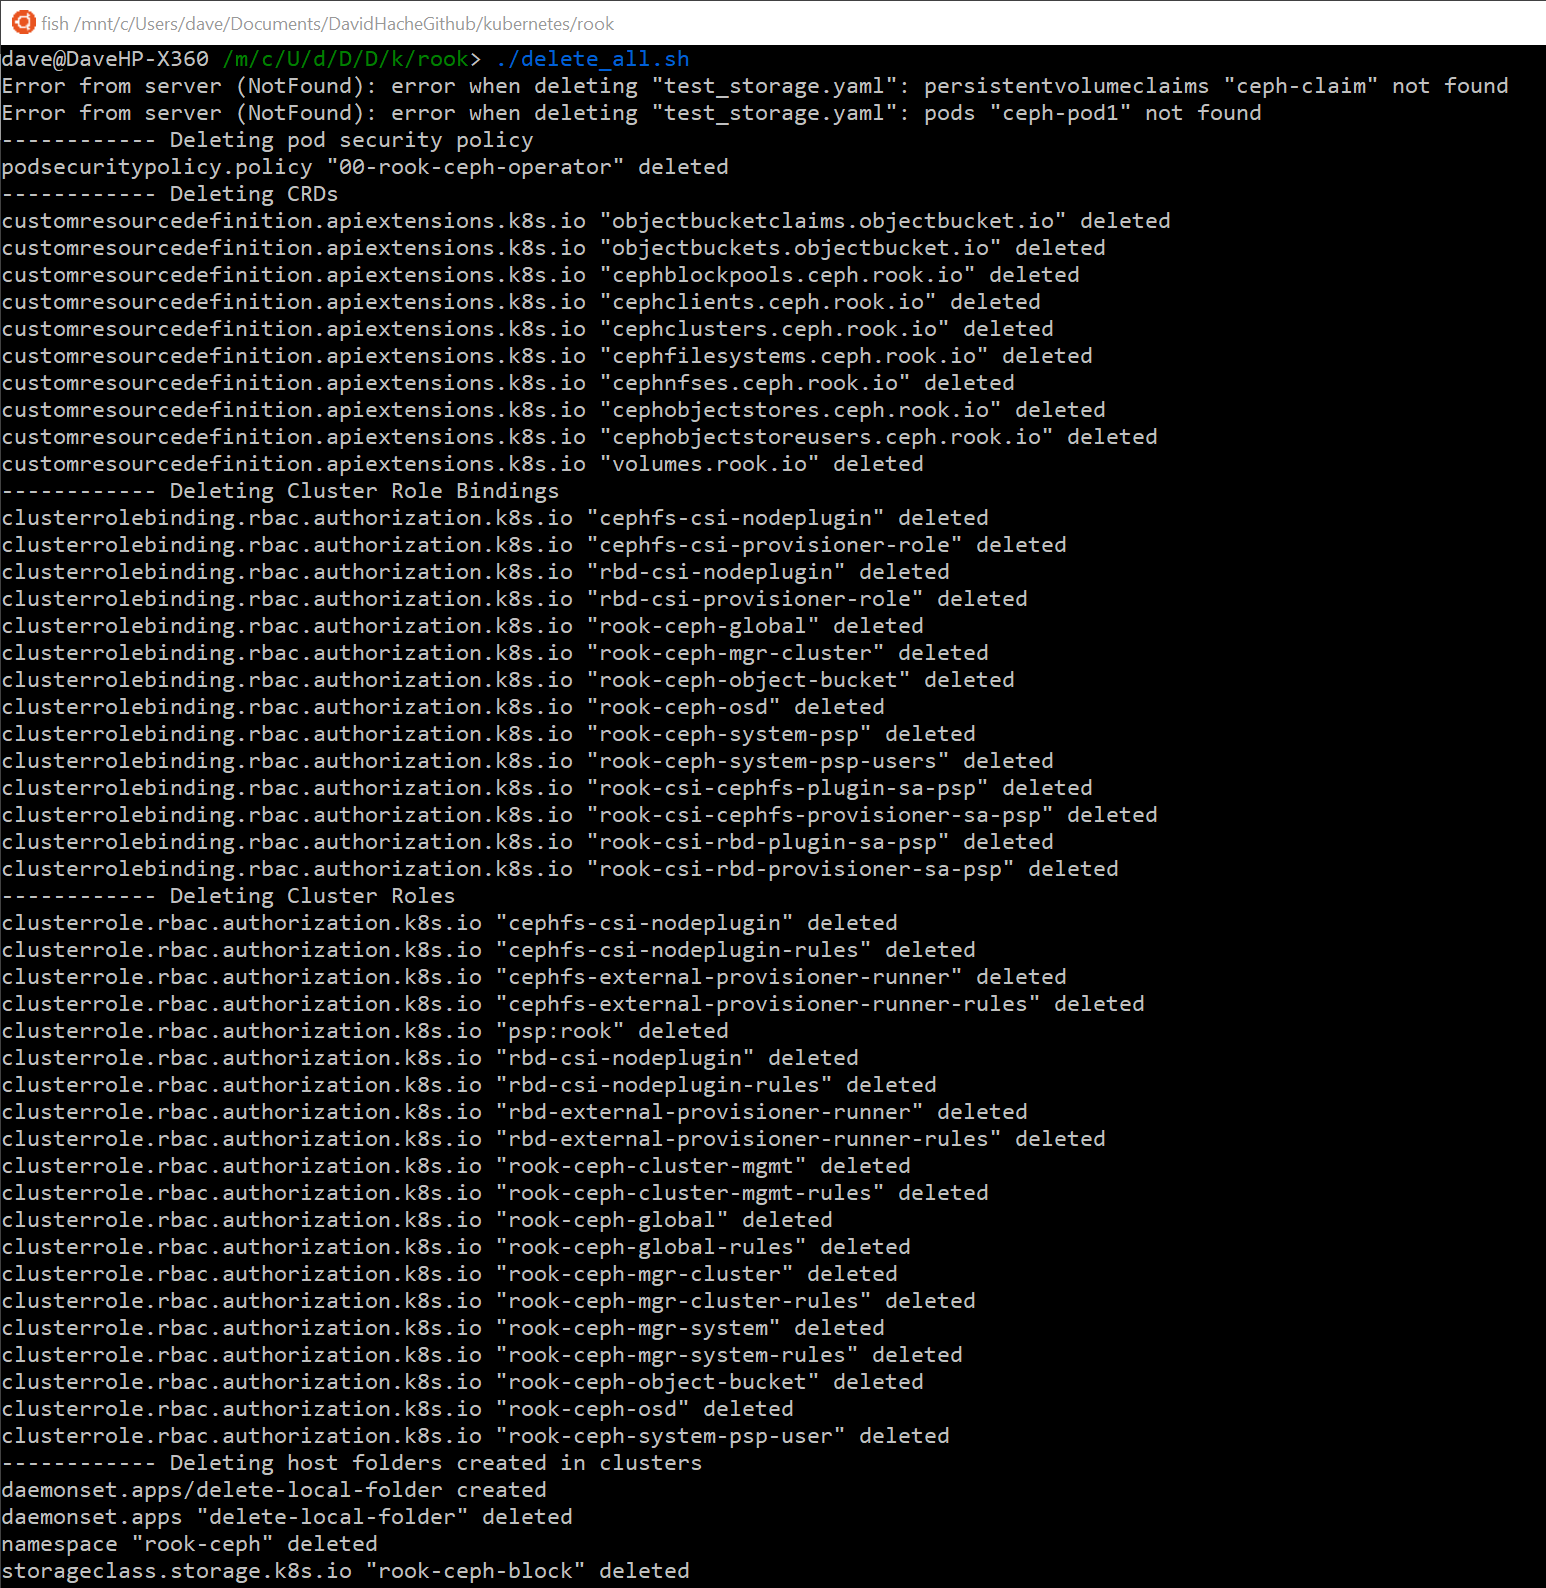 fish /mnt/c/Users/dave/Documents/DavidHacheGithub/kubernetes/rook
dave@DaveHP-X360 /m/c/U/d/D/D/k/rook> ./delete_all.sh
Error from server (NotFound): error when deleting "test_storage.yaml": persistentvolumeclaims "ceph-claim" not found
Error from server (NotFound): error when deleting "test_storage.yaml": pods "ceph-pod1" not found
------------ Deleting pod security policy
podsecuritypolicy.policy "00-rook-ceph-operator" deleted
------------ Deleting CRDs
customresourcedefinition.apiextensions.k8s.io "objectbucketclaims.objectbucket.io" deleted
customresourcedefinition.apiextensions.k8s.io "objectbuckets.objectbucket.io" deleted
customresourcedefinition.apiextensions.k8s.io "cephblockpools.ceph.rook.io" deleted
customresourcedefinition.apiextensions.k8s.io "cephclients.ceph.rook.io" deleted
customresourcedefinition.apiextensions.k8s.io "cephclusters.ceph.rook.io" deleted
customresourcedefinition.apiextensions.k8s.io "cephfilesystems.ceph.rook.io" deleted
customresourcedefinition.apiextensions.k8s.io "cephnfses.ceph.rook.io" deleted
customresourcedefinition.apiextensions.k8s.io "cephobjectstores.ceph.rook.io" deleted
customresourcedefinition.apiextensions.k8s.io "cephobjectstoreusers.ceph.rook.io" deleted
customresourcedefinition.apiextensions.k8s.io "volumes.rook.io" deleted
------------ Deleting Cluster Role Bindings
clusterrolebinding.rbac.authorization.k8s.io "cephfs-csi-nodeplugin" deleted
clusterrolebinding.rbac.authorization.k8s.io "cephfs-csi-provisioner-role" deleted
clusterrolebinding.rbac.authorization.k8s.io "rbd-csi-nodeplugin" deleted
clusterrolebinding.rbac.authorization.k8s.io "rbd-csi-provisioner-role" deleted
clusterrolebinding.rbac.authorization.k8s.io "rook-ceph-global" deleted
clusterrolebinding.rbac.authorization.k8s.io "rook-ceph-mgr-cluster" deleted
clusterrolebinding.rbac.authorization.k8s.io "rook-ceph-object-bucket" deleted
clusterrolebinding.rbac.authorization.k8s.io "rook-ceph-osd" deleted
clusterrolebinding.rbac.authorization.k8s.io "rook-ceph-system-psp" deleted
clusterrolebinding.rbac.authorization.k8s.io "rook-ceph-system-psp-users" deleted
clusterrolebinding.rbac.authorization.k8s.io "rook-csi-cephfs-plugin-sa-psp" deleted
clusterrolebinding.rbac.authorization.k8s.io "rook-csi-cephfs-provisioner-sa-psp" deleted
clusterrolebinding.rbac.authorization.k8s.io "rook-csi-rbd-plugin-sa-psp" deleted
clusterrolebinding.rbac.authorization.k8s.io "rook-csi-rbd-provisioner-sa-psp" deleted
------------ Deleting Cluster Roles
clusterrole.rbac.authorization.k8s.io "cephfs-csi-nodeplugin" deleted
clusterrole.rbac.authorization.k8s.io "cephfs-csi-nodeplugin-rules" deleted
clusterrole.rbac.authorization.k8s.io "cephfs-external-provisioner-runner" deleted
clusterrole.rbac.authorization.k8s.io "cephfs-external-provisioner-runner-rules" deleted
clusterrole.rbac.authorization.k8s.io "psp:rook" deleted
clusterrole.rbac.authorization.k8s.io "rbd-csi-nodeplugin" deleted
clusterrole.rbac.authorization.k8s.io "rbd-csi-nodeplugin-rules" deleted
clusterrole.rbac.authorization.k8s.io "rbd-external-provisioner-runner" deleted
clusterrole.rbac.authorization.k8s.io "rbd-external-provisioner-runner-rules" deleted
clusterrole.rbac.authorization.k8s.io "rook-ceph-cluster-mgmt" deleted
clusterrole.rbac.authorization.k8s.io "rook-ceph-cluster-mgmt-rules" deleted
clusterrole.rbac.authorization.k8s.io "rook-ceph-global" deleted
clusterrole.rbac.authorization.k8s.io "rook-ceph-global-rules" deleted
clusterrole.rbac.authorization.k8s.io "rook-ceph-mgr-cluster" deleted
clusterrole.rbac.authorization.k8s.io "rook-ceph-mgr-cluster-rules" deleted
clusterrole.rbac.authorization.k8s.io "rook-ceph-mgr-system" deleted
clusterrole.rbac.authorization.k8s.io "rook-ceph-mgr-system-rules" deleted
clusterrole.rbac.authorization.k8s.io "rook-ceph-object-bucket" deleted
clusterrole.rbac.authorization.k8s.io "rook-ceph-osd" deleted
clusterrole.rbac.authorization.k8s.io "rook-ceph-system-psp-user" deleted
------------ Deleting host folders created in clusters
daemonset.apps/delete-local-folder created
daemonset.apps "delete-local-folder" deleted
namespace "rook-ceph" deleted
storageclass.storage.k8s.io "rook-ceph-block" deleted